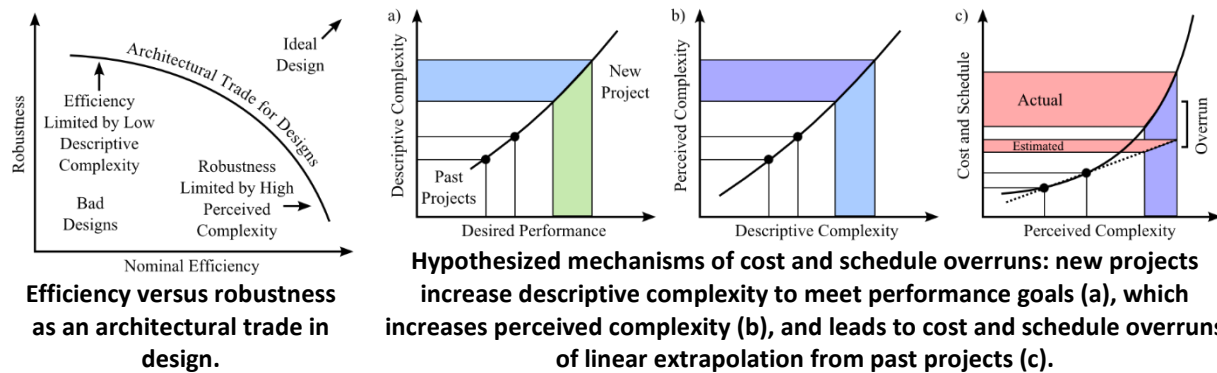 Robustness
Ideal
Design
Architectural Trade for Designs
Efficiency
Limited by Low
Descriptive
Complexity
Robustness
Limited by High
Perceived
Complexity
Bad
Designs
Nominal Efficiency
Efficiency versus robustness
as an architectural trade in
design.
a)
Descriptive Complexity
New
Project
Past
Projects
Desired Performance
b)
Perceived Complexity
Descriptive Complexity
c)
Cost and Schedule
Actual
Estimated
Overrun
Perceived Complexity
Hypothesized mechanisms of cost and schedule overruns: new projects
increase descriptive complexity to meet performance goals (a), which
increases perceived complexity (b), and leads to cost and schedule overruns
of linear extrapolation from past projects (c).